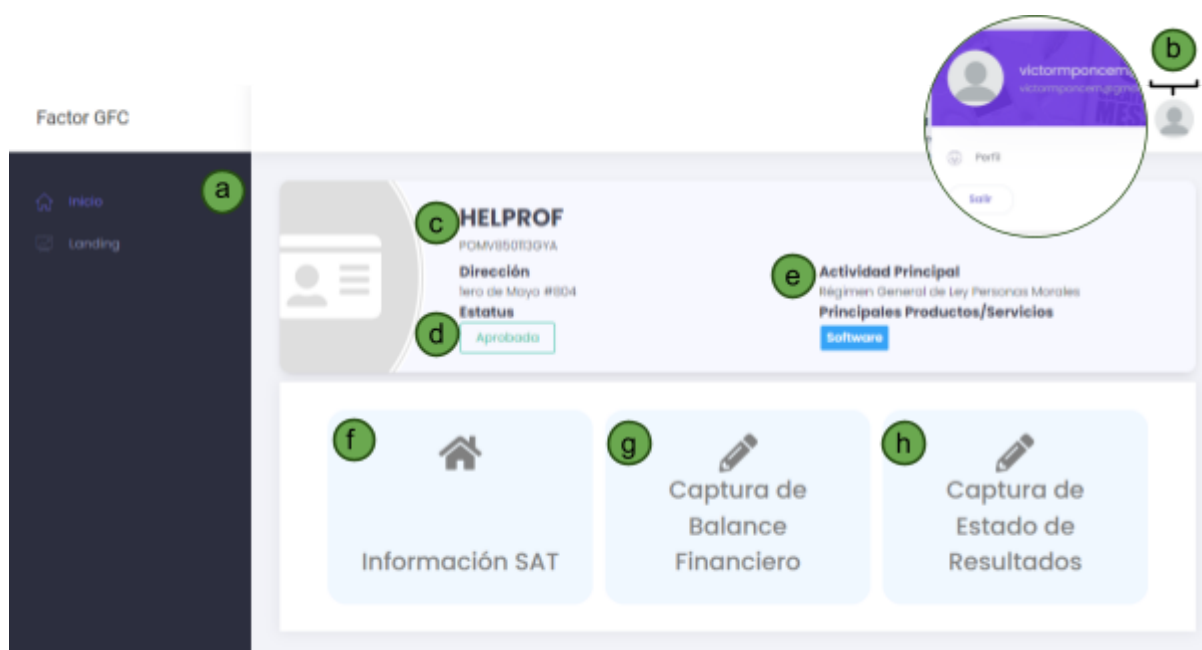 b
victormponcem@
victormponcem@gmai
Factor GFC
Perfil
Salir
a
Inicio
Landing
c
HELPROF
POMV850113GYA
Dirección
1ero de Mayo #804
Estatus
d
Aprobada
e
Actividad Principal
Régimen General de Ley Personas Morales
Principales Productos/Servicios
Software
f
Información SAT
g
Captura de
Balance
Financiero
h
Captura de
Estado de
Resultados